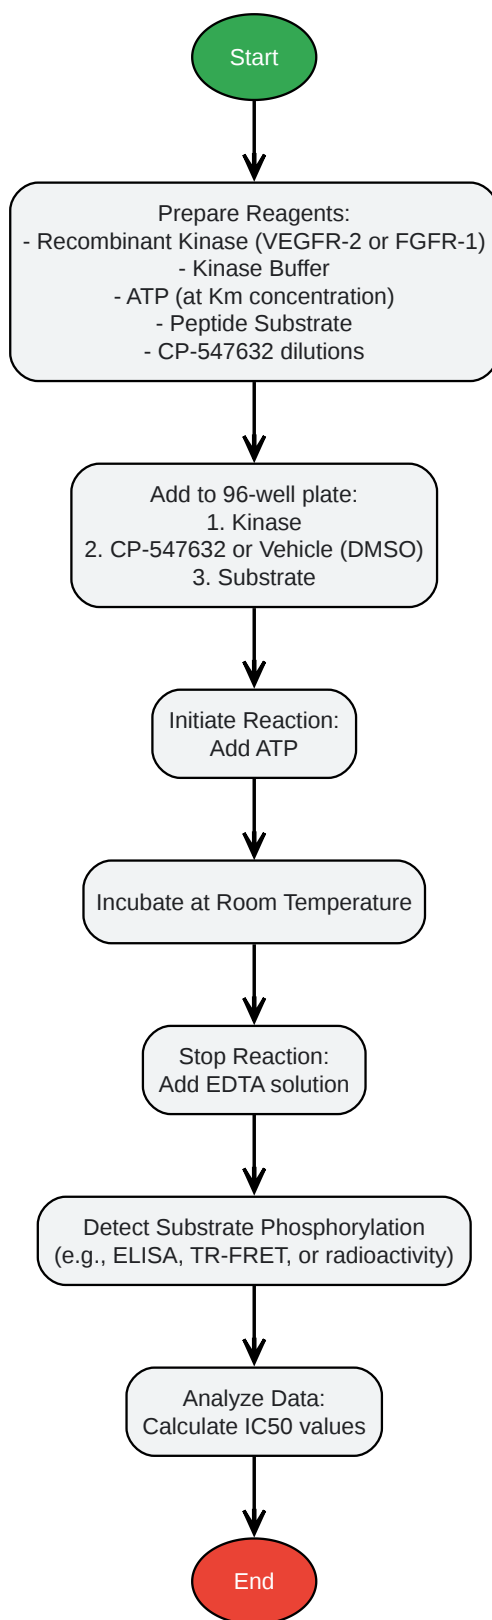 Start
Prepare Reagents:
- Recombinant Kinase (VEGFR-2 or FGFR-1)
- Kinase Buffer
- ATP (at Km concentration)
- Peptide Substrate
- CP-547632 dilutions
Add to 96-well plate:
1. Kinase
2. CP-547632 or Vehicle (DMSO)
3. Substrate
Initiate Reaction:
Add ATP
Incubate at Room Temperature
Stop Reaction:
Add EDTA solution
Detect Substrate Phosphorylation
(e.g., ELISA, TR-FRET, or radioactivity)
Analyze Data:
Calculate IC50 values
End